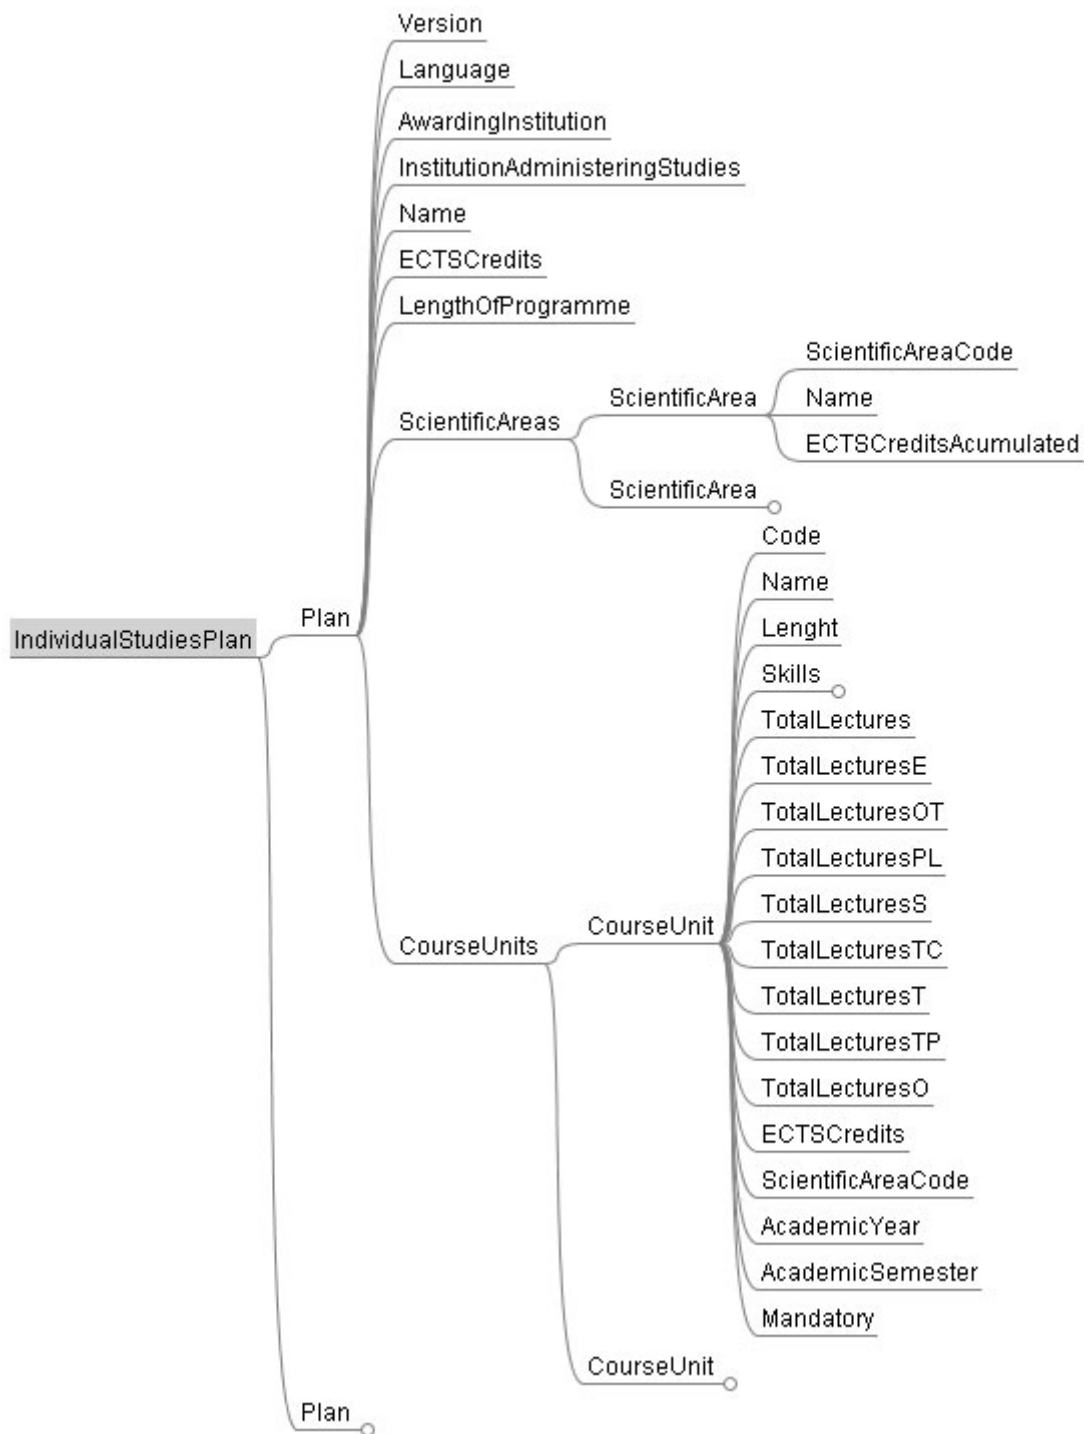 Version
Language
AwardingInstitution
InstitutionAdministeringStudies
Name
ECTSCredits
LengthOfProgramme
ScientificAreaCode
ScientificArea
Name
ScientificAreas
ECTSCreditsAcumulated
ScientificArea
Code
Name
Plan
Lenght
IndividualStudiesPlan
Skills
TotalLectures
TotalLecturesE
TotalLecturesOT
TotalLecturesPL
TotalLecturesS
CourseUnit
CourseUnits
TotalLecturesTC
TotalLecturesT
TotalLecturesTP
TotalLecturesO
ECTSCredits
ScientificAreaCode
AcademicYear
AcademicSemester
Mandatory
CourseUnit
Plan